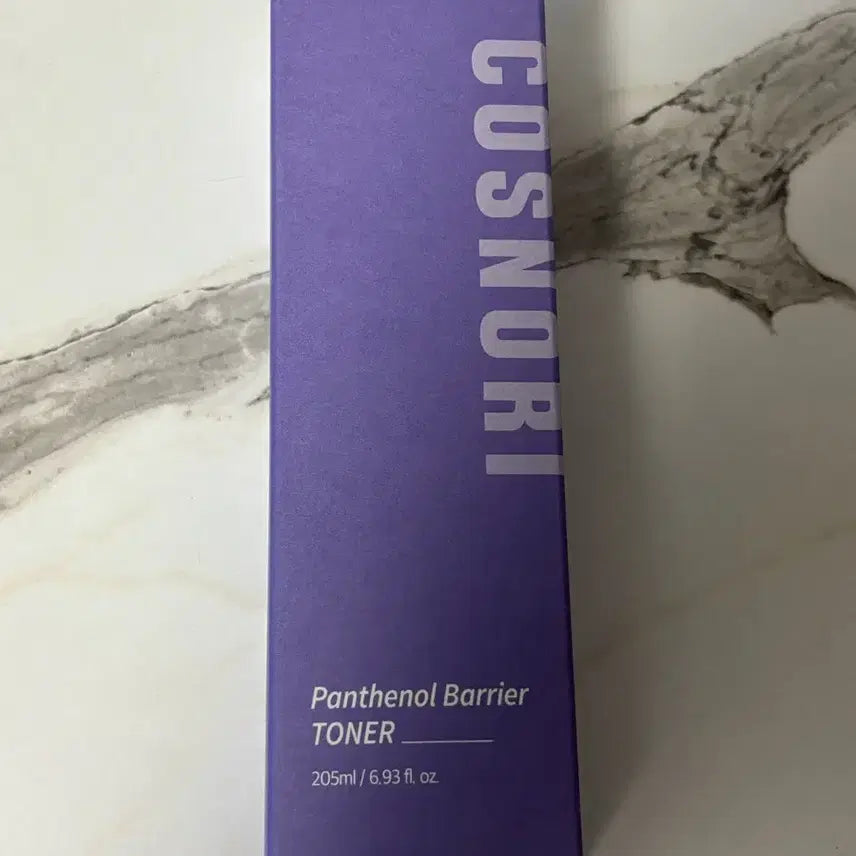 COSNORI
Panthenol Barrier
TONER
205ml / 6.93 fl. oz.